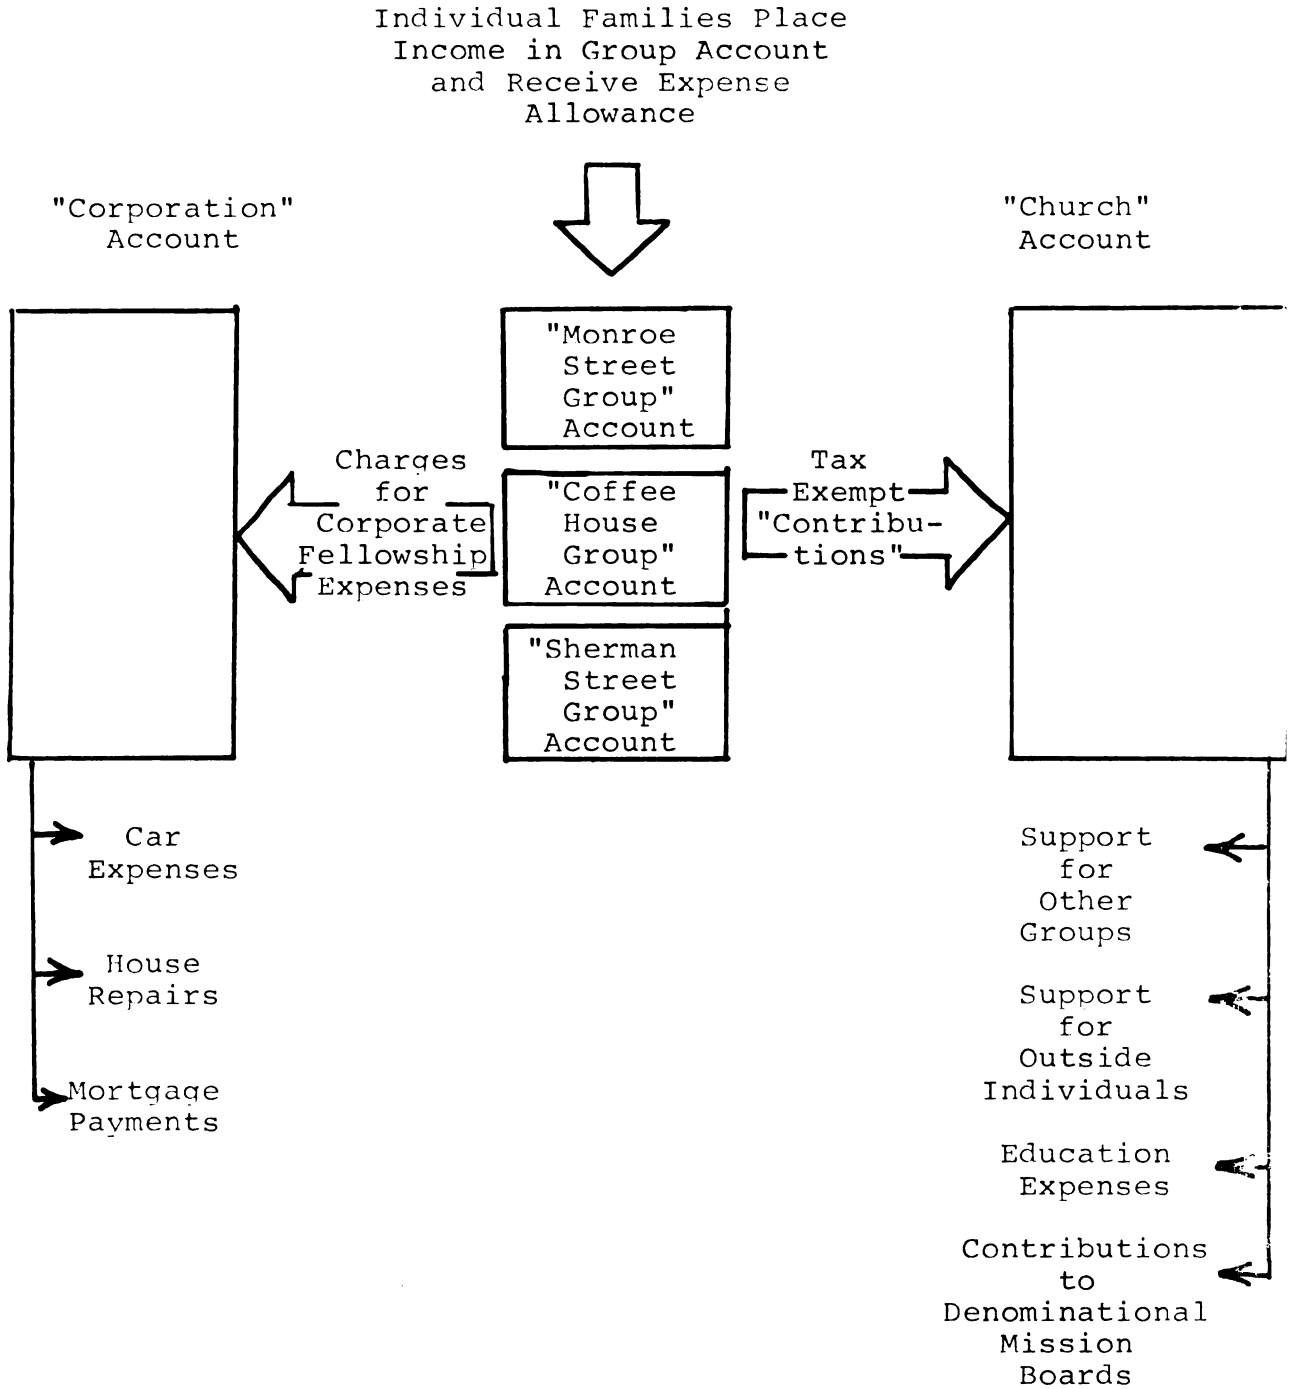 Individual Families Place
Income in Group Account
and Receive Expense
Allowance
"Corporation"
Account
"Church"
Account
"Monroe
Street
Group"
Account
Charges
for
Corporate
Fellowship
Expenses
"Coffee
House
Group"
Account
Tax
Exempt
"Contribu-
tions"
"Sherman
Street
Group"
Account
Car
Expenses
House
Repairs
Mortgage
Payments
Support
for
Other
Groups
Support
for
Outside
Individuals
Education
Expenses
Contributions
to
Denominational
Mission
Boards